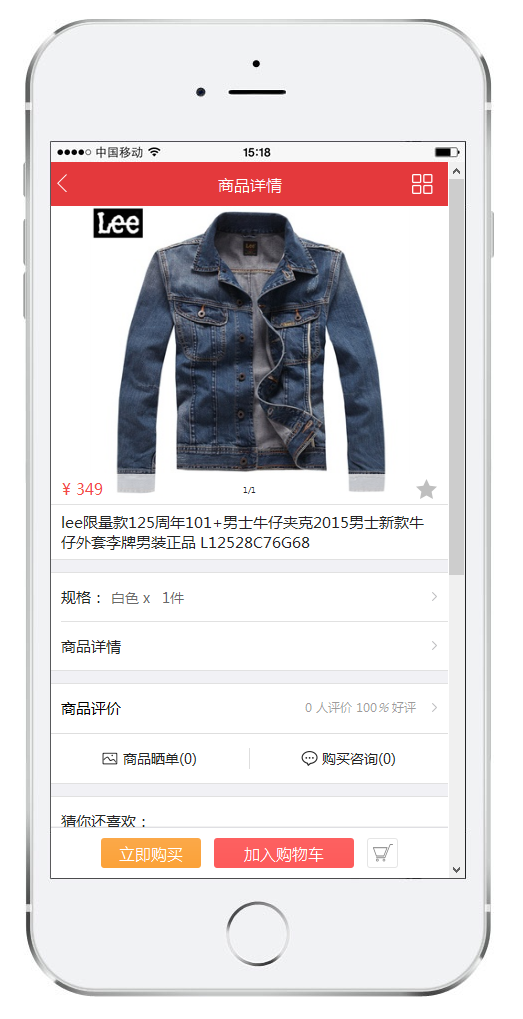 中国移动
15:18
商品详情
Lee
Lee
¥ 349
1/1
lee限量款125周年101+男士牛仔夹克2015男士新款牛
仔外套李牌男装正品 L12528C76G68
规格： 白色 x 1件
商品详情
商品评价
0 人评价 100%好评
商品晒单(0)
购买咨询(0)
猜你还喜欢：
立即购买
加入购物车